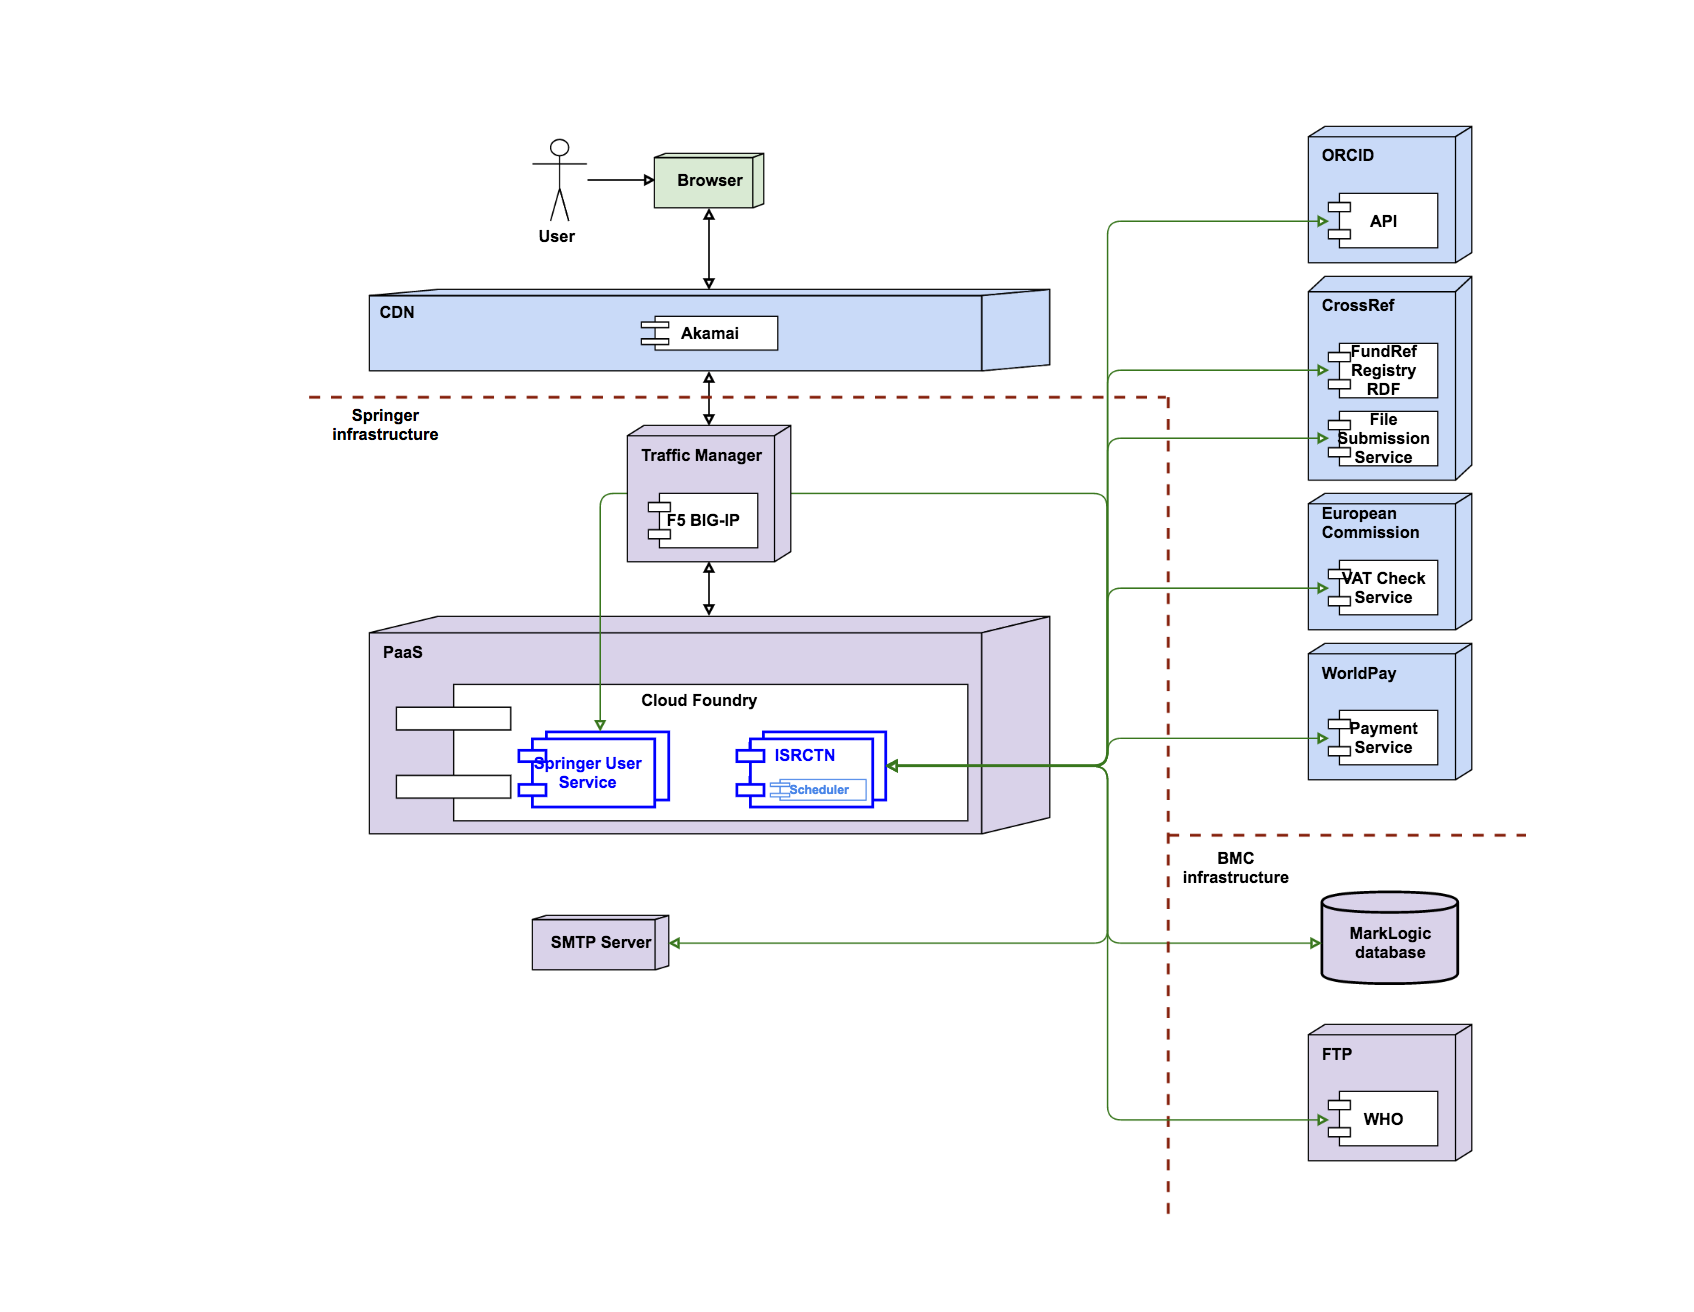 User
Browser
CDN
Akamai
Springer
infrastructure
Traffic Manager
F5 BIG-IP
PaaS
Cloud Foundry
Springer User
Service
ISRCTN
Scheduler
SMTP Server
ORCID
API
CrossRef
FundRef
Registry
RDF
File
Submission
Service
European
Commission
VAT Check
Service
WorldPay
Payment
Service
BMC
infrastructure
MarkLogic
database
FTP
WHO